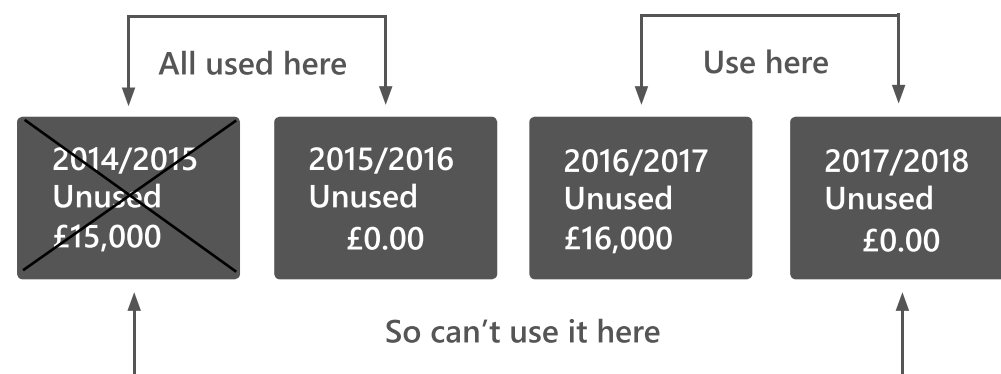 All used here
Use here
2014/2015
Unused
£15,000
2015/2016
Unused
£0.00
2016/2017
Unused
£16,000
2017/2018
Unused
£0.00
So can’t use it here